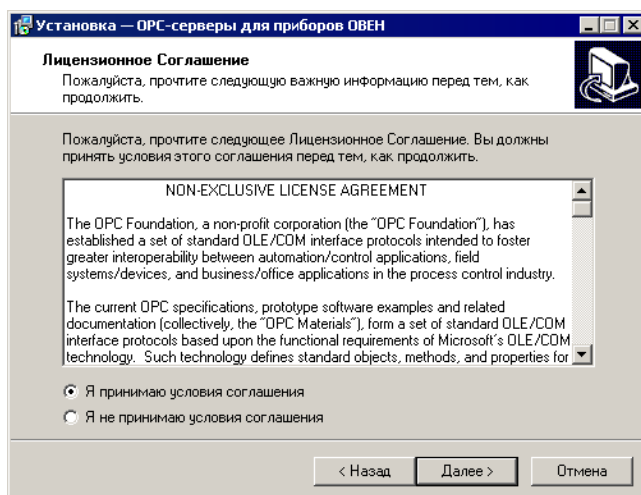 Установка — OPC-серверы для приборов ОВЕН
Лицензионное Соглашение
Пожалуйста, прочтите следующую важную информацию перед тем, как
продолжить.
Пожалуйста, прочтите следующее Лицензионное Соглашение. Вы должны
принять условия этого соглашения перед тем, как продолжить.
NON-EXCLUSIVE LICENSE AGREEMENT
The OPC Foundation, a non-profit corporation (the "OPC Foundation"), has
established a set of standard OLE/COM interface protocols intended to foster
greater interoperability between automation/control applications, field
systems/devices, and business/office applications in the process control industry.
The current OPC specifications, prototype software examples and related
documentation (collectively, the "OPC Materials"), form a set of standard OLE/COM
interface protocols based upon the functional requirements of Microsoft's OLE/COM
technology.  Such technology defines standard objects, methods, and properties for
Я принимаю условия соглашения
Я не принимаю условия соглашения
< Назад Далее > Отмена